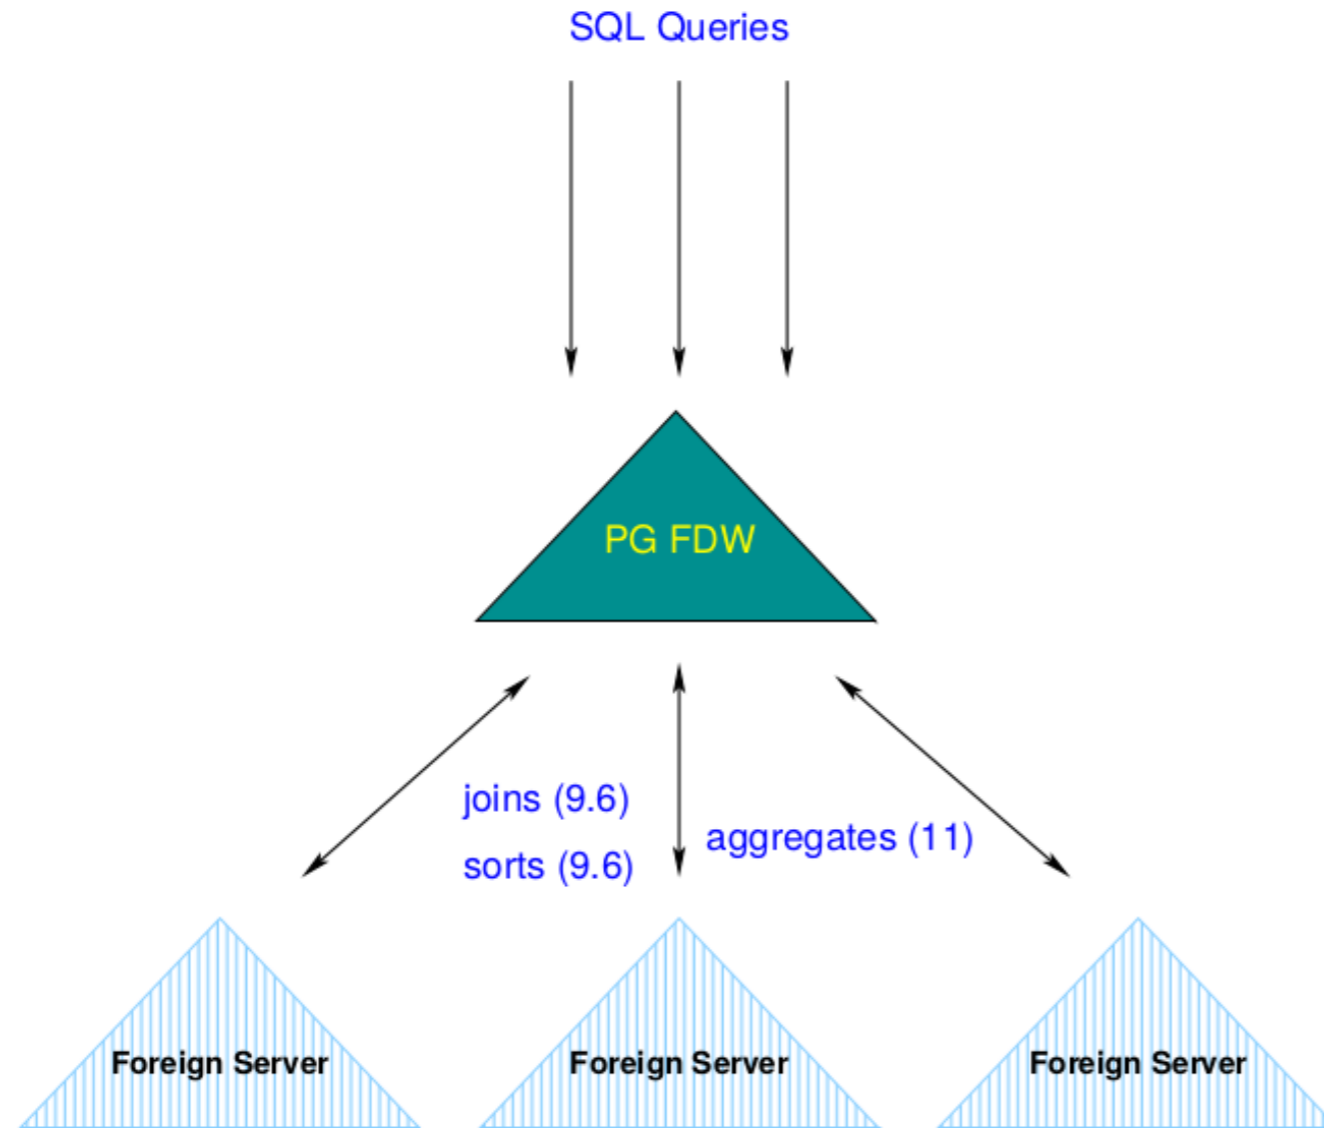 SQL Queries
PG FDW
joins (9.6)
aggregates (11)
sorts (9.6)
Foreign Server
Foreign Server
Foreign Server